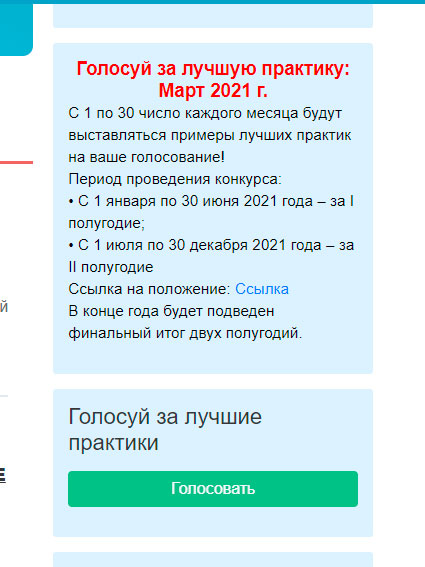 Голосуй за лучшую практику:
Март 2021 г.
С 1 по 30 число каждого месяца будут
выставляться примеры лучших практик
на ваше голосование!
Период проведения конкурса:
• С 1 января по 30 июня 2021 года – за I
полугодие;
• С 1 июля по 30 декабря 2021 года – за
II полугодие
Ссылка на положение: Ссылка
й
В конце года будет подведен
финальный итог двух полугодий.
Голосуй за лучшие
практики
Е
Голосовать